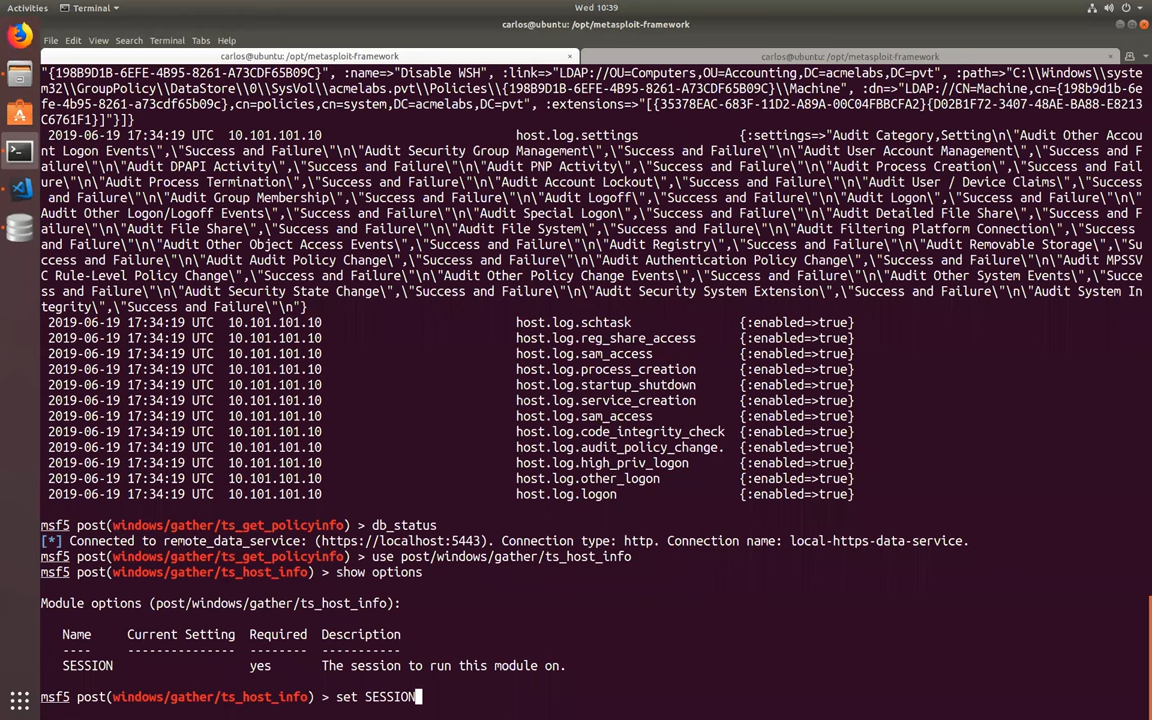 Activities
Terminal
Wed 10:39
carlos@ubuntu: /opt/metasploit-framework
File Edit View Search Terminal Tabs Help
carlos@ubuntu: /opt/metasploit-framework × carlos@ubuntu: /opt/metasploit-framework ×
"{198B9D1B-6EFE-4B95-8261-A73CDF65B09C}", :name=>"Disable WSH", :link=>"LDAP://OU=Computers,OU=Accounting,DC=acmelabs,DC=pvt", :path=>"C:\\Windows\\syste
m32\\GroupPolicy\\DataStore\\0\\SysVol\\acmelabs.pvt\\Policies\\{198B9D1B-6EFE-4B95-8261-A73CDF65B09C}\\Machine", :dn=>"LDAP://CN=Machine,cn={198b9d1b-6e
fe-4b95-8261-a73cdf65b09c},cn=policies,cn=system,DC=acmelabs,DC=pvt", :extensions=>"[{35378EAC-683F-11D2-A89A-00C04FBBCFA2}{D02B1F72-3407-48AE-BA88-E8213
C6761F1}]"}]}
2019-06-19 17:34:19 UTC 10.101.101.10 host.log.settings {:settings=>"Audit Category,Setting\n\"Audit Other Accou
nt Logon Events\",\"Success and Failure\"\n\"Audit Security Group Management\",\"Success and Failure\"\n\"Audit User Account Management\",\"Success and F
ailure\"\n\"Audit DPAPI Activity\",\"Success and Failure\"\n\"Audit PNP Activity\",\"Success and Failure\"\n\"Audit Process Creation\",\"Success and Fail
ure\"\n\"Audit Process Termination\",\"Success and Failure\"\n\"Audit Account Lockout\",\"Success and Failure\"\n\"Audit User / Device Claims\",\"Success
and Failure\"\n\"Audit Group Membership\",\"Success and Failure\"\n\"Audit Logoff\",\"Success and Failure\"\n\"Audit Logon\",\"Success and Failure\"\n\"
Audit Other Logon/Logoff Events\",\"Success and Failure\"\n\"Audit Special Logon\",\"Success and Failure\"\n\"Audit Detailed File Share\",\"Success and F
ailure\"\n\"Audit File Share\",\"Success and Failure\"\n\"Audit File System\",\"Success and Failure\"\n\"Audit Filtering Platform Connection\",\"Success
and Failure\"\n\"Audit Other Object Access Events\",\"Success and Failure\"\n\"Audit Registry\",\"Success and Failure\"\n\"Audit Removable Storage\",\"Su
ccess and Failure\"\n\"Audit Audit Policy Change\",\"Success and Failure\"\n\"Audit Authentication Policy Change\",\"Success and Failure\"\n\"Audit MPSSV
C Rule-Level Policy Change\",\"Success and Failure\"\n\"Audit Other Policy Change Events\",\"Success and Failure\"\n\"Audit Other System Events\",\"Succe
ss and Failure\"\n\"Audit Security State Change\",\"Success and Failure\"\n\"Audit Security System Extension\",\"Success and Failure\"\n\"Audit System In
tegrity\",\"Success and Failure\"\n"}
2019-06-19 17:34:19 UTC 10.101.101.10 host.log.schtask {:enabled=>true}
2019-06-19 17:34:19 UTC 10.101.101.10 host.log.reg_share_access {:enabled=>true}
2019-06-19 17:34:19 UTC 10.101.101.10 host.log.sam_access {:enabled=>true}
2019-06-19 17:34:19 UTC 10.101.101.10 host.log.process_creation {:enabled=>true}
2019-06-19 17:34:19 UTC 10.101.101.10 host.log.startup_shutdown {:enabled=>true}
2019-06-19 17:34:19 UTC 10.101.101.10 host.log.service_creation {:enabled=>true}
2019-06-19 17:34:19 UTC 10.101.101.10 host.log.sam_access {:enabled=>true}
2019-06-19 17:34:19 UTC 10.101.101.10 host.log.code_integrity_check {:enabled=>true}
2019-06-19 17:34:19 UTC 10.101.101.10 host.log.audit_policy_change. {:enabled=>true}
2019-06-19 17:34:19 UTC 10.101.101.10 host.log.high_priv_logon {:enabled=>true}
2019-06-19 17:34:19 UTC 10.101.101.10 host.log.other_logon {:enabled=>true}
2019-06-19 17:34:19 UTC 10.101.101.10 host.log.logon {:enabled=>true}
msf5 post(windows/gather/ts_get_policyinfo) > db_status
[*] Connected to remote_data_service: (https://localhost:5443). Connection type: http. Connection name: local-https-data-service.
msf5 post(windows/gather/ts_get_policyinfo) > use post/windows/gather/ts_host_info
msf5 post(windows/gather/ts_host_info) > show options
Module options (post/windows/gather/ts_host_info):
Name Current Setting Required Description
---- --------------- -------- -----------
SESSION yes The session to run this module on.
msf5 post(windows/gather/ts_host_info) > set SESSION